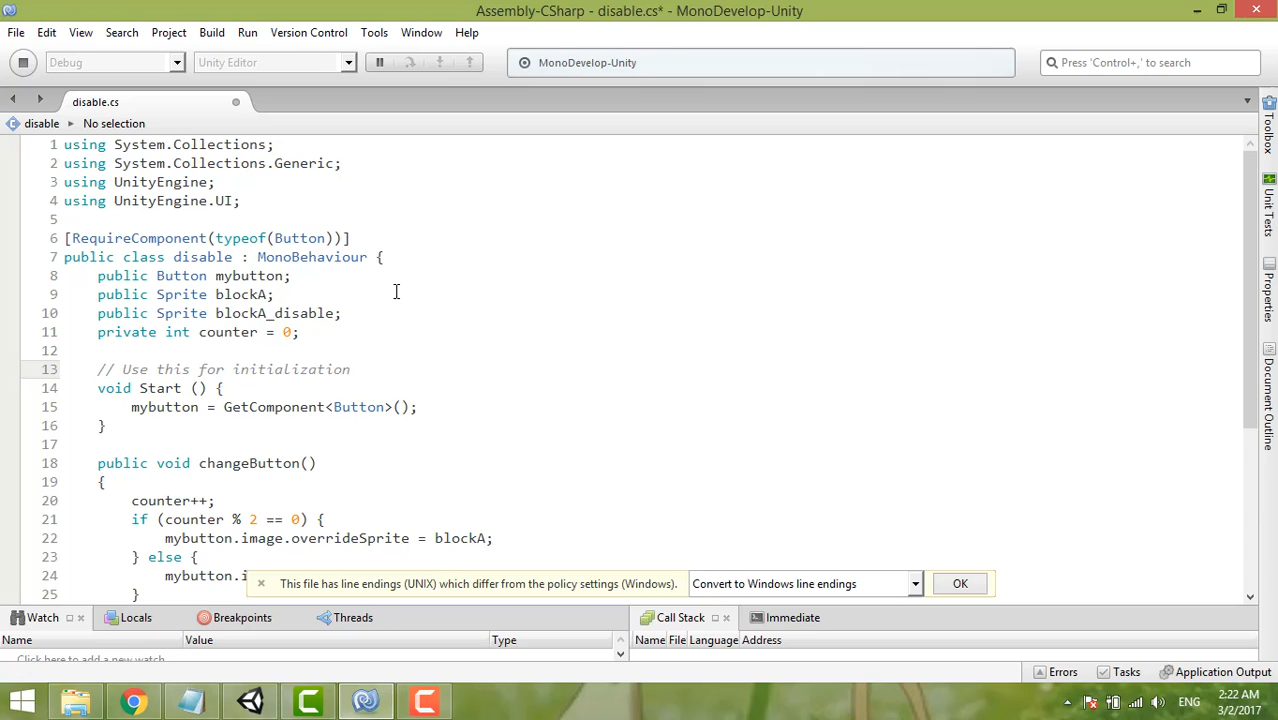 Assembly-CSharp - disable.cs* - MonoDevelop-Unity
File Edit View Search Project Build Run Version Control Tools Window Help
Debug Unity Editor MonoDevelop-Unity Press 'Control+,' to search
disable.cs
disable No selection
1 using System.Collections;
2 using System.Collections.Generic;
3 using UnityEngine;
4 using UnityEngine.UI;
5
6 [RequireComponent(typeof(Button))]
7 public class disable : MonoBehaviour {
8 public Button mybutton;
9 public Sprite blockA;
10 public Sprite blockA_disable;
11 private int counter = 0;
12
13 // Use this for initialization
14 void Start () {
15 mybutton = GetComponent<Button>();
16 }
17
18 public void changeButton()
19 {
20 counter++;
21 if (counter % 2 == 0) {
22 mybutton.image.overrideSprite = blockA;
23 } else {
24 mybutton.i
25 }
This file has line endings (UNIX) which differ from the policy settings (Windows). Convert to Windows line endings OK
Toolbox
Unit Tests
Properties
Document Outline
Watch Locals Breakpoints Threads Call Stack Immediate
Name Value Type Name File Language Address
Click here to add a new watch
Errors Tasks Application Output
ENG
2:22 AM
3/2/2017